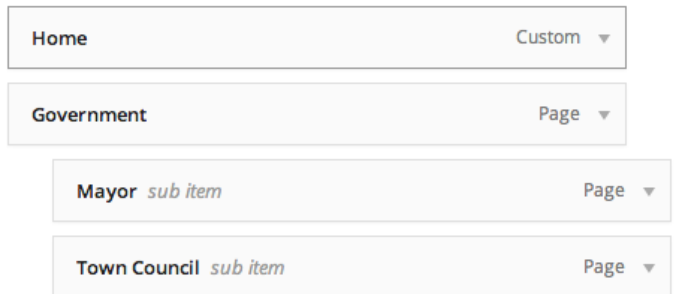 Home Custom
Government Page
Mayor sub item Page
Town Council sub item Page